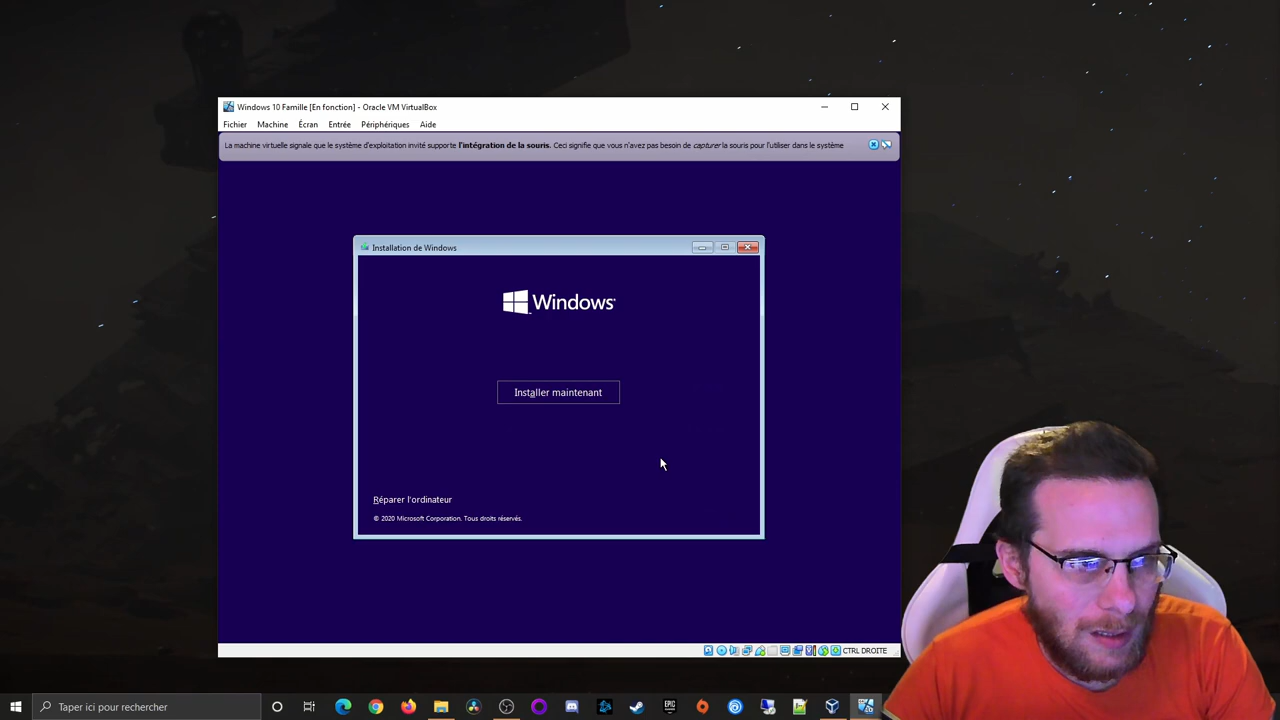 Windows 10 Famille [En fonction] - Oracle VM VirtualBox
Fichier Machine Écran Entrée Périphériques Aide
La machine virtuelle signale que le système d'exploitation invité supporte l'intégration de la souris. Ceci signifie que vous n'avez pas besoin de capturer la souris pour l'utiliser dans le système
Installation de Windows
Windows
Installer maintenant
Réparer l'ordinateur
© 2020 Microsoft Corporation. Tous droits réservés.
CTRL DROITE
Taper ici pour rechercher
EPIC